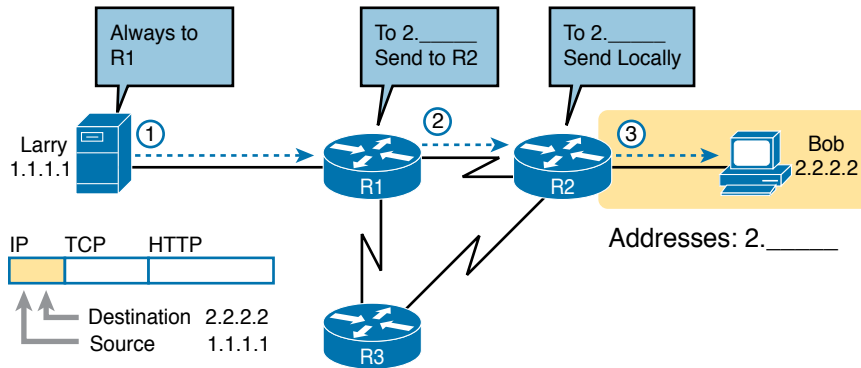 Always to
R1
To 2._____
Send to R2
To 2._____
Send Locally
1
2
3
Larry
1.1.1.1
R1
R2
Bob
2.2.2.2
Addresses: 2._____
IP TCP HTTP
Destination 2.2.2.2
Source 1.1.1.1
R3